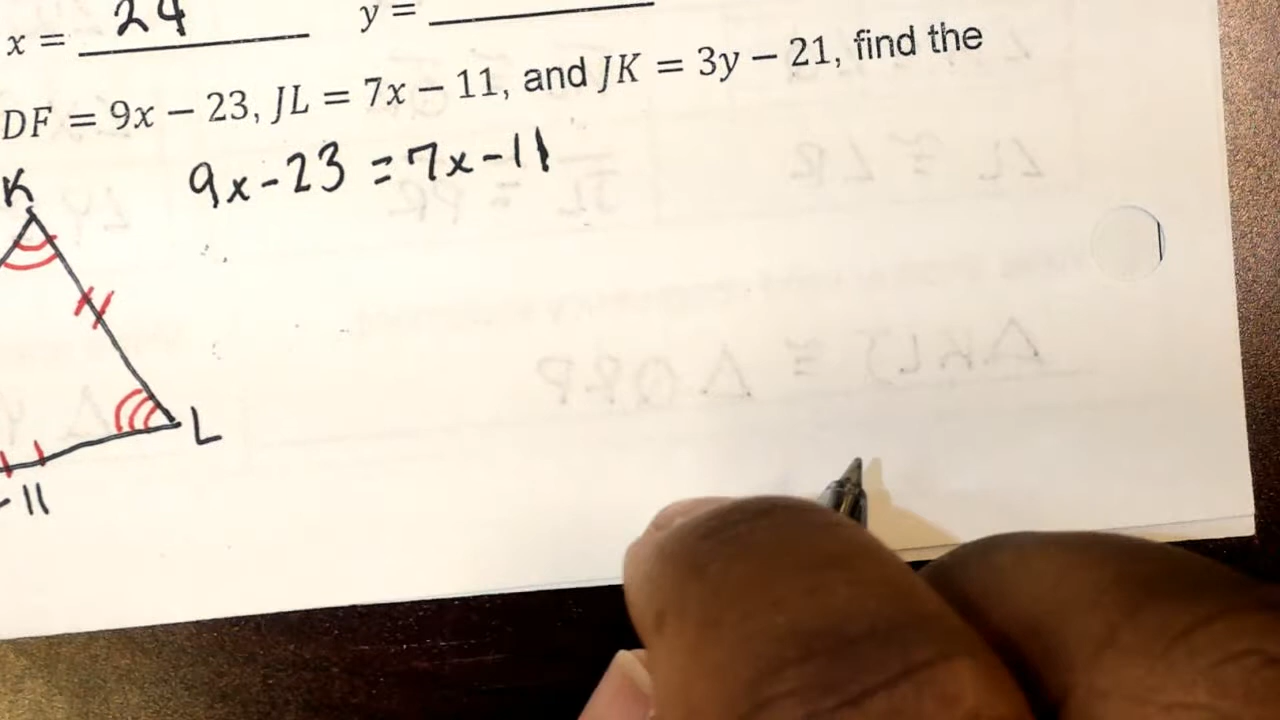 x = 24 y =
DF = 9x − 23, JL = 7x − 11, and JK = 3y − 21, find the
9x-23 = 7x-11
K
L
-11